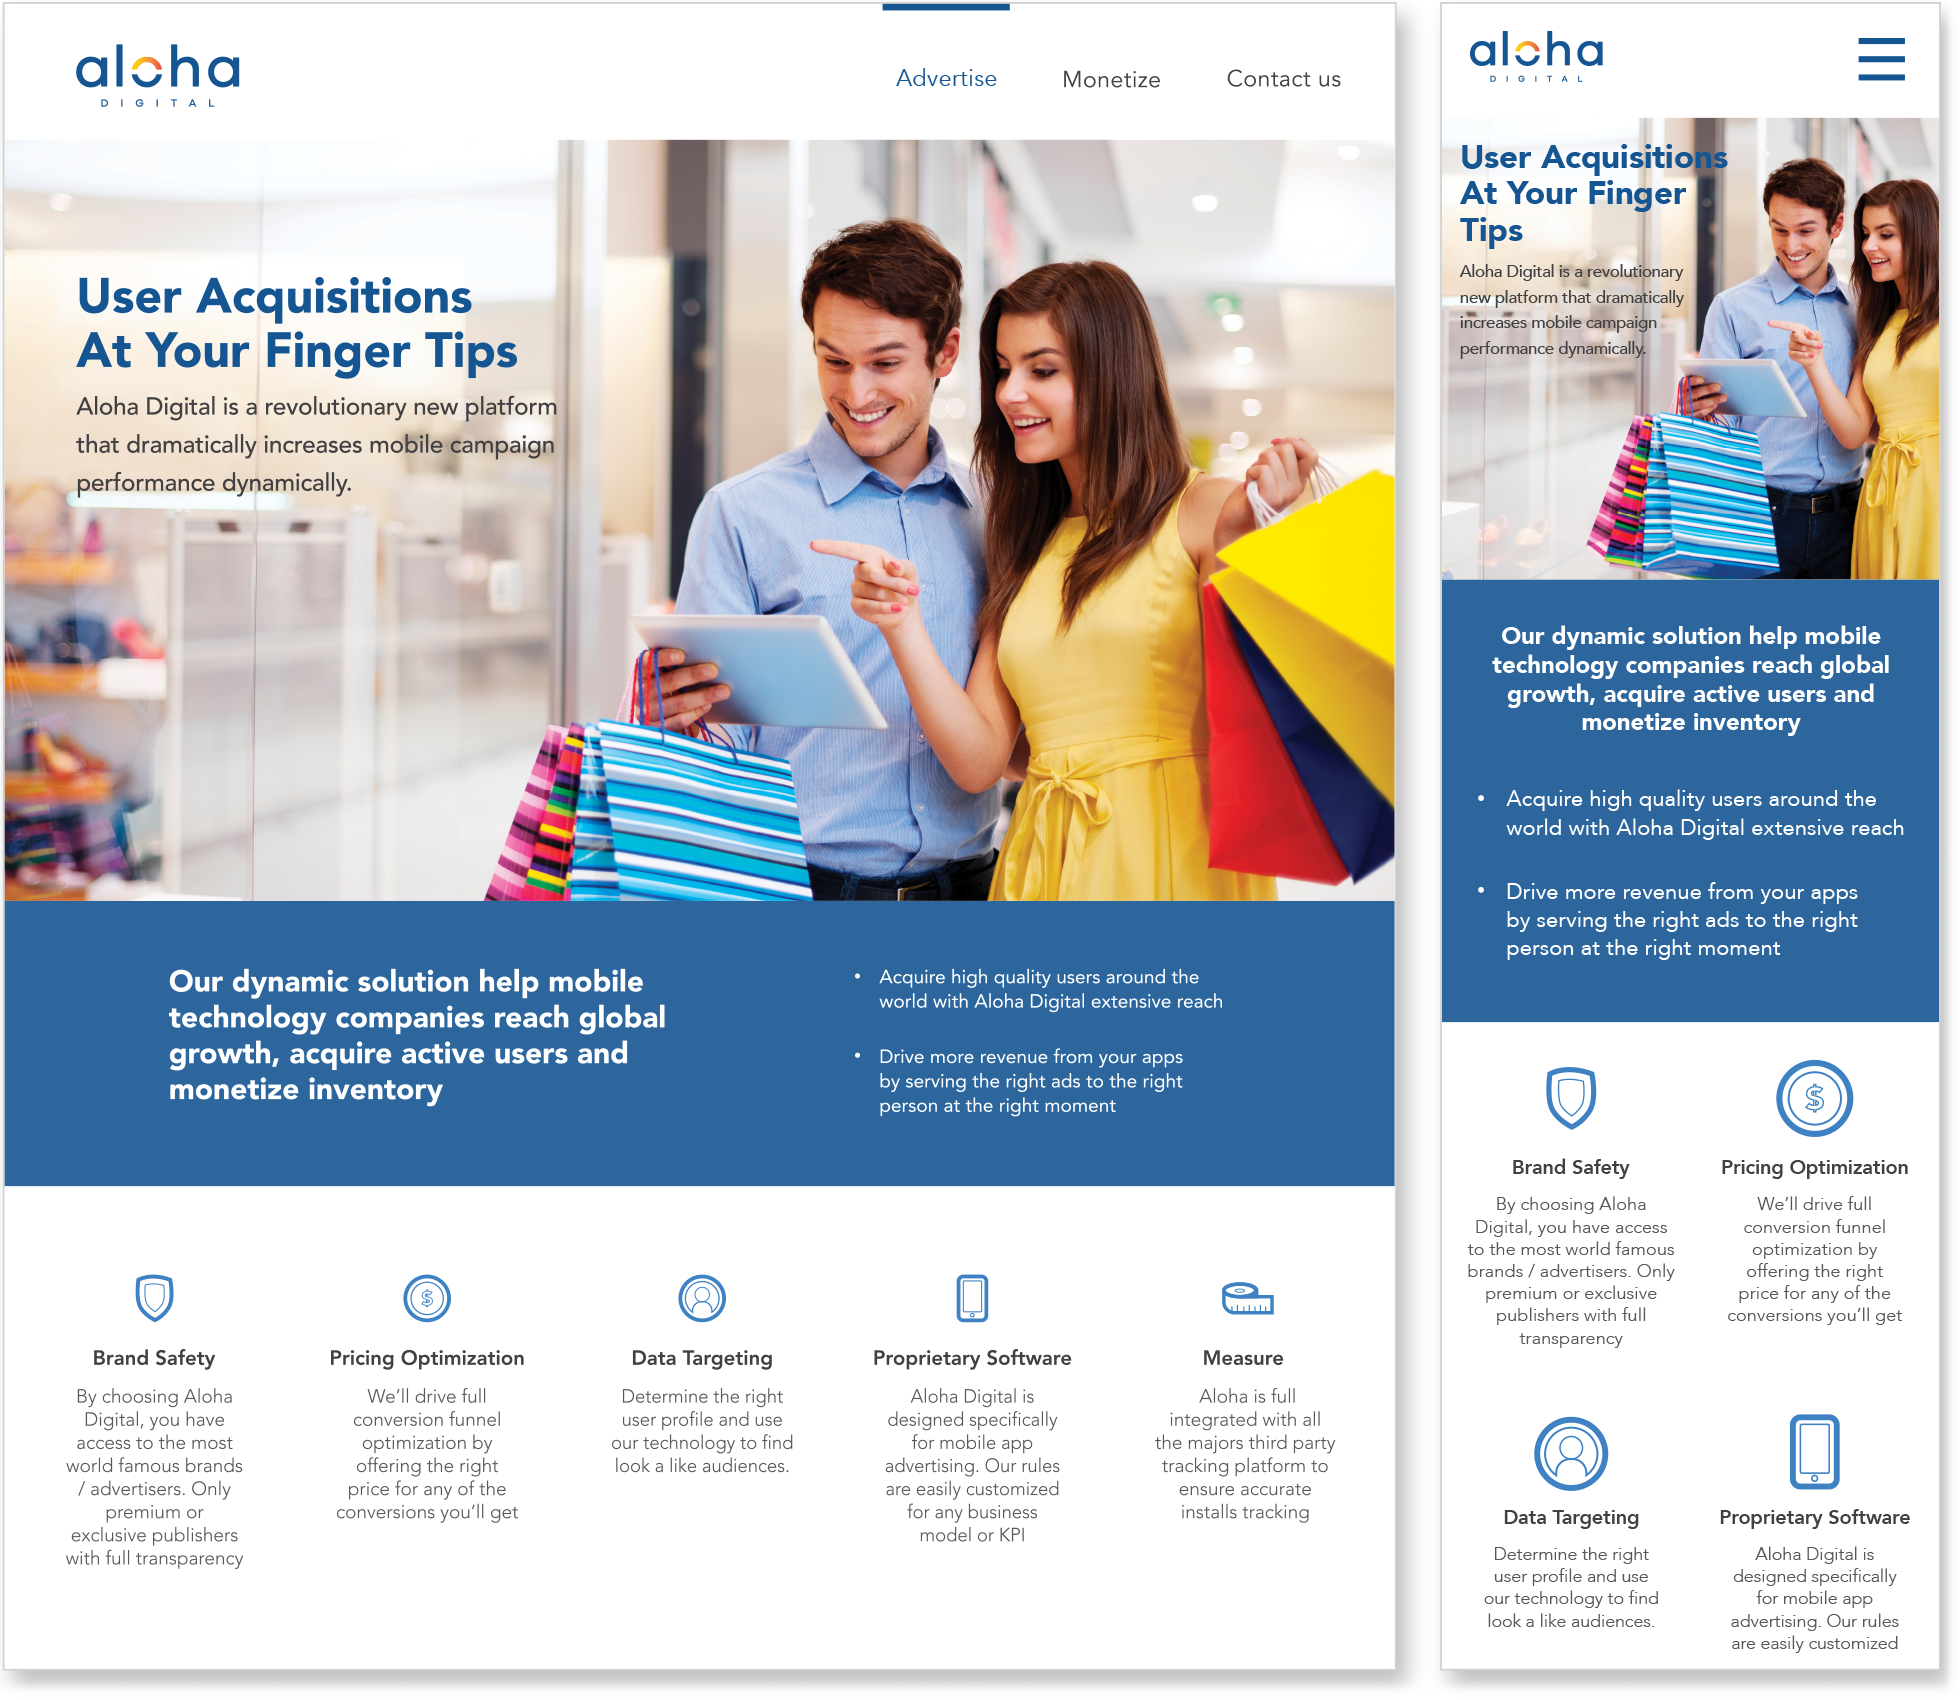 aloha
DIGITAL
Advertise
Monetize
Contact us
User Acquisitions
At Your Finger Tips
Aloha Digital is a revolutionary new platform
that dramatically increases mobile campaign
performance dynamically.
Our dynamic solution help mobile
technology companies reach global
growth, acquire active users and
monetize inventory
• Acquire high quality users around the
world with Aloha Digital extensive reach
• Drive more revenue from your apps
by serving the right ads to the right
person at the right moment
Brand Safety
By choosing Aloha
Digital, you have
access to the most
world famous brands
/ advertisers. Only
premium or
exclusive publishers
with full transparency
$
Pricing Optimization
We'll drive full
conversion funnel
optimization by
offering the right
price for any of the
conversions you'll get
Data Targeting
Determine the right
user profile and use
our technology to find
look a like audiences.
Proprietary Software
Aloha Digital is
designed specifically
for mobile app
advertising. Our rules
are easily customized
for any business
model or KPI
Measure
Aloha is full
integrated with all
the majors third party
tracking platform to
ensure accurate
installs tracking
aloha
DIGITAL
User Acquisitions
At Your Finger
Tips
Aloha Digital is a revolutionary
new platform that dramatically
increases mobile campaign
performance dynamically.
Our dynamic solution help mobile
technology companies reach global
growth, acquire active users and
monetize inventory
• Acquire high quality users around the
world with Aloha Digital extensive reach
• Drive more revenue from your apps
by serving the right ads to the right
person at the right moment
Brand Safety
By choosing Aloha
Digital, you have access
to the most world famous
brands / advertisers. Only
premium or exclusive
publishers with full
transparency
$
Pricing Optimization
We'll drive full
conversion funnel
optimization by
offering the right
price for any of the
conversions you'll get
Data Targeting
Determine the right
user profile and use
our technology to find
look a like audiences.
Proprietary Software
Aloha Digital is
designed specifically
for mobile app
advertising. Our rules
are easily customized